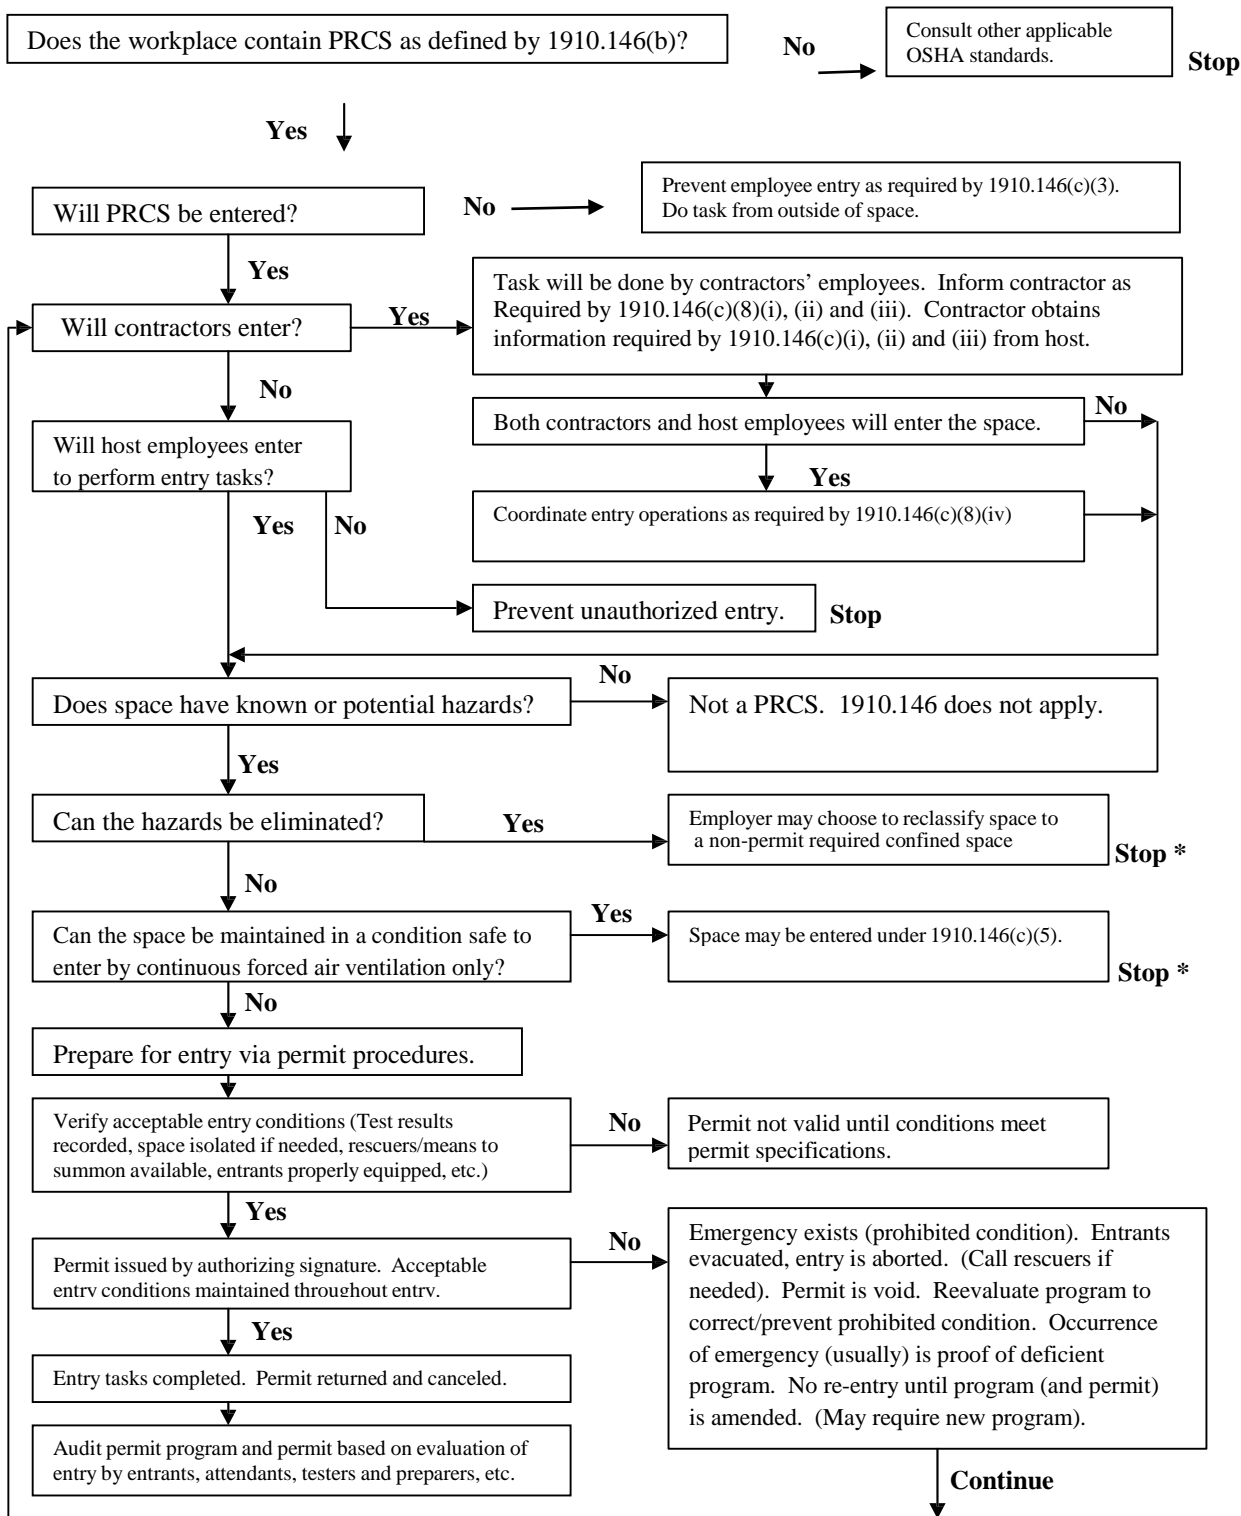 Does the workplace contain PRCS as defined by 1910.146(b)?
No
Consult other applicable
OSHA standards.
Stop
Yes
Will PRCS be entered?
No
Prevent employee entry as required by 1910.146(c)(3).
Do task from outside of space.
Yes
Will contractors enter?
Yes
Task will be done by contractors’ employees. Inform contractor as
Required by 1910.146(c)(8)(i), (ii) and (iii). Contractor obtains
information required by 1910.146(c)(i), (ii) and (iii) from host.
No
Both contractors and host employees will enter the space.
No
Will host employees enter
to perform entry tasks?
Yes
Yes
No
Coordinate entry operations as required by 1910.146(c)(8)(iv)
Prevent unauthorized entry.
Stop
Does space have known or potential hazards?
No
Not a PRCS. 1910.146 does not apply.
Yes
Can the hazards be eliminated?
Yes
Employer may choose to reclassify space to
a non-permit required confined space
Stop *
No
Can the space be maintained in a condition safe to
enter by continuous forced air ventilation only?
Yes
Space may be entered under 1910.146(c)(5).
Stop *
No
Prepare for entry via permit procedures.
Verify acceptable entry conditions (Test results
recorded, space isolated if needed, rescuers/means to
summon available, entrants properly equipped, etc.)
No
Permit not valid until conditions meet
permit specifications.
Yes
Permit issued by authorizing signature. Acceptable
entry conditions maintained throughout entry.
No
Emergency exists (prohibited condition). Entrants
evacuated, entry is aborted. (Call rescuers if
needed). Permit is void. Reevaluate program to
correct/prevent prohibited condition. Occurrence
of emergency (usually) is proof of deficient
program. No re-entry until program (and permit)
is amended. (May require new program).
Yes
Entry tasks completed. Permit returned and canceled.
Audit permit program and permit based on evaluation of
entry by entrants, attendants, testers and preparers, etc.
Continue